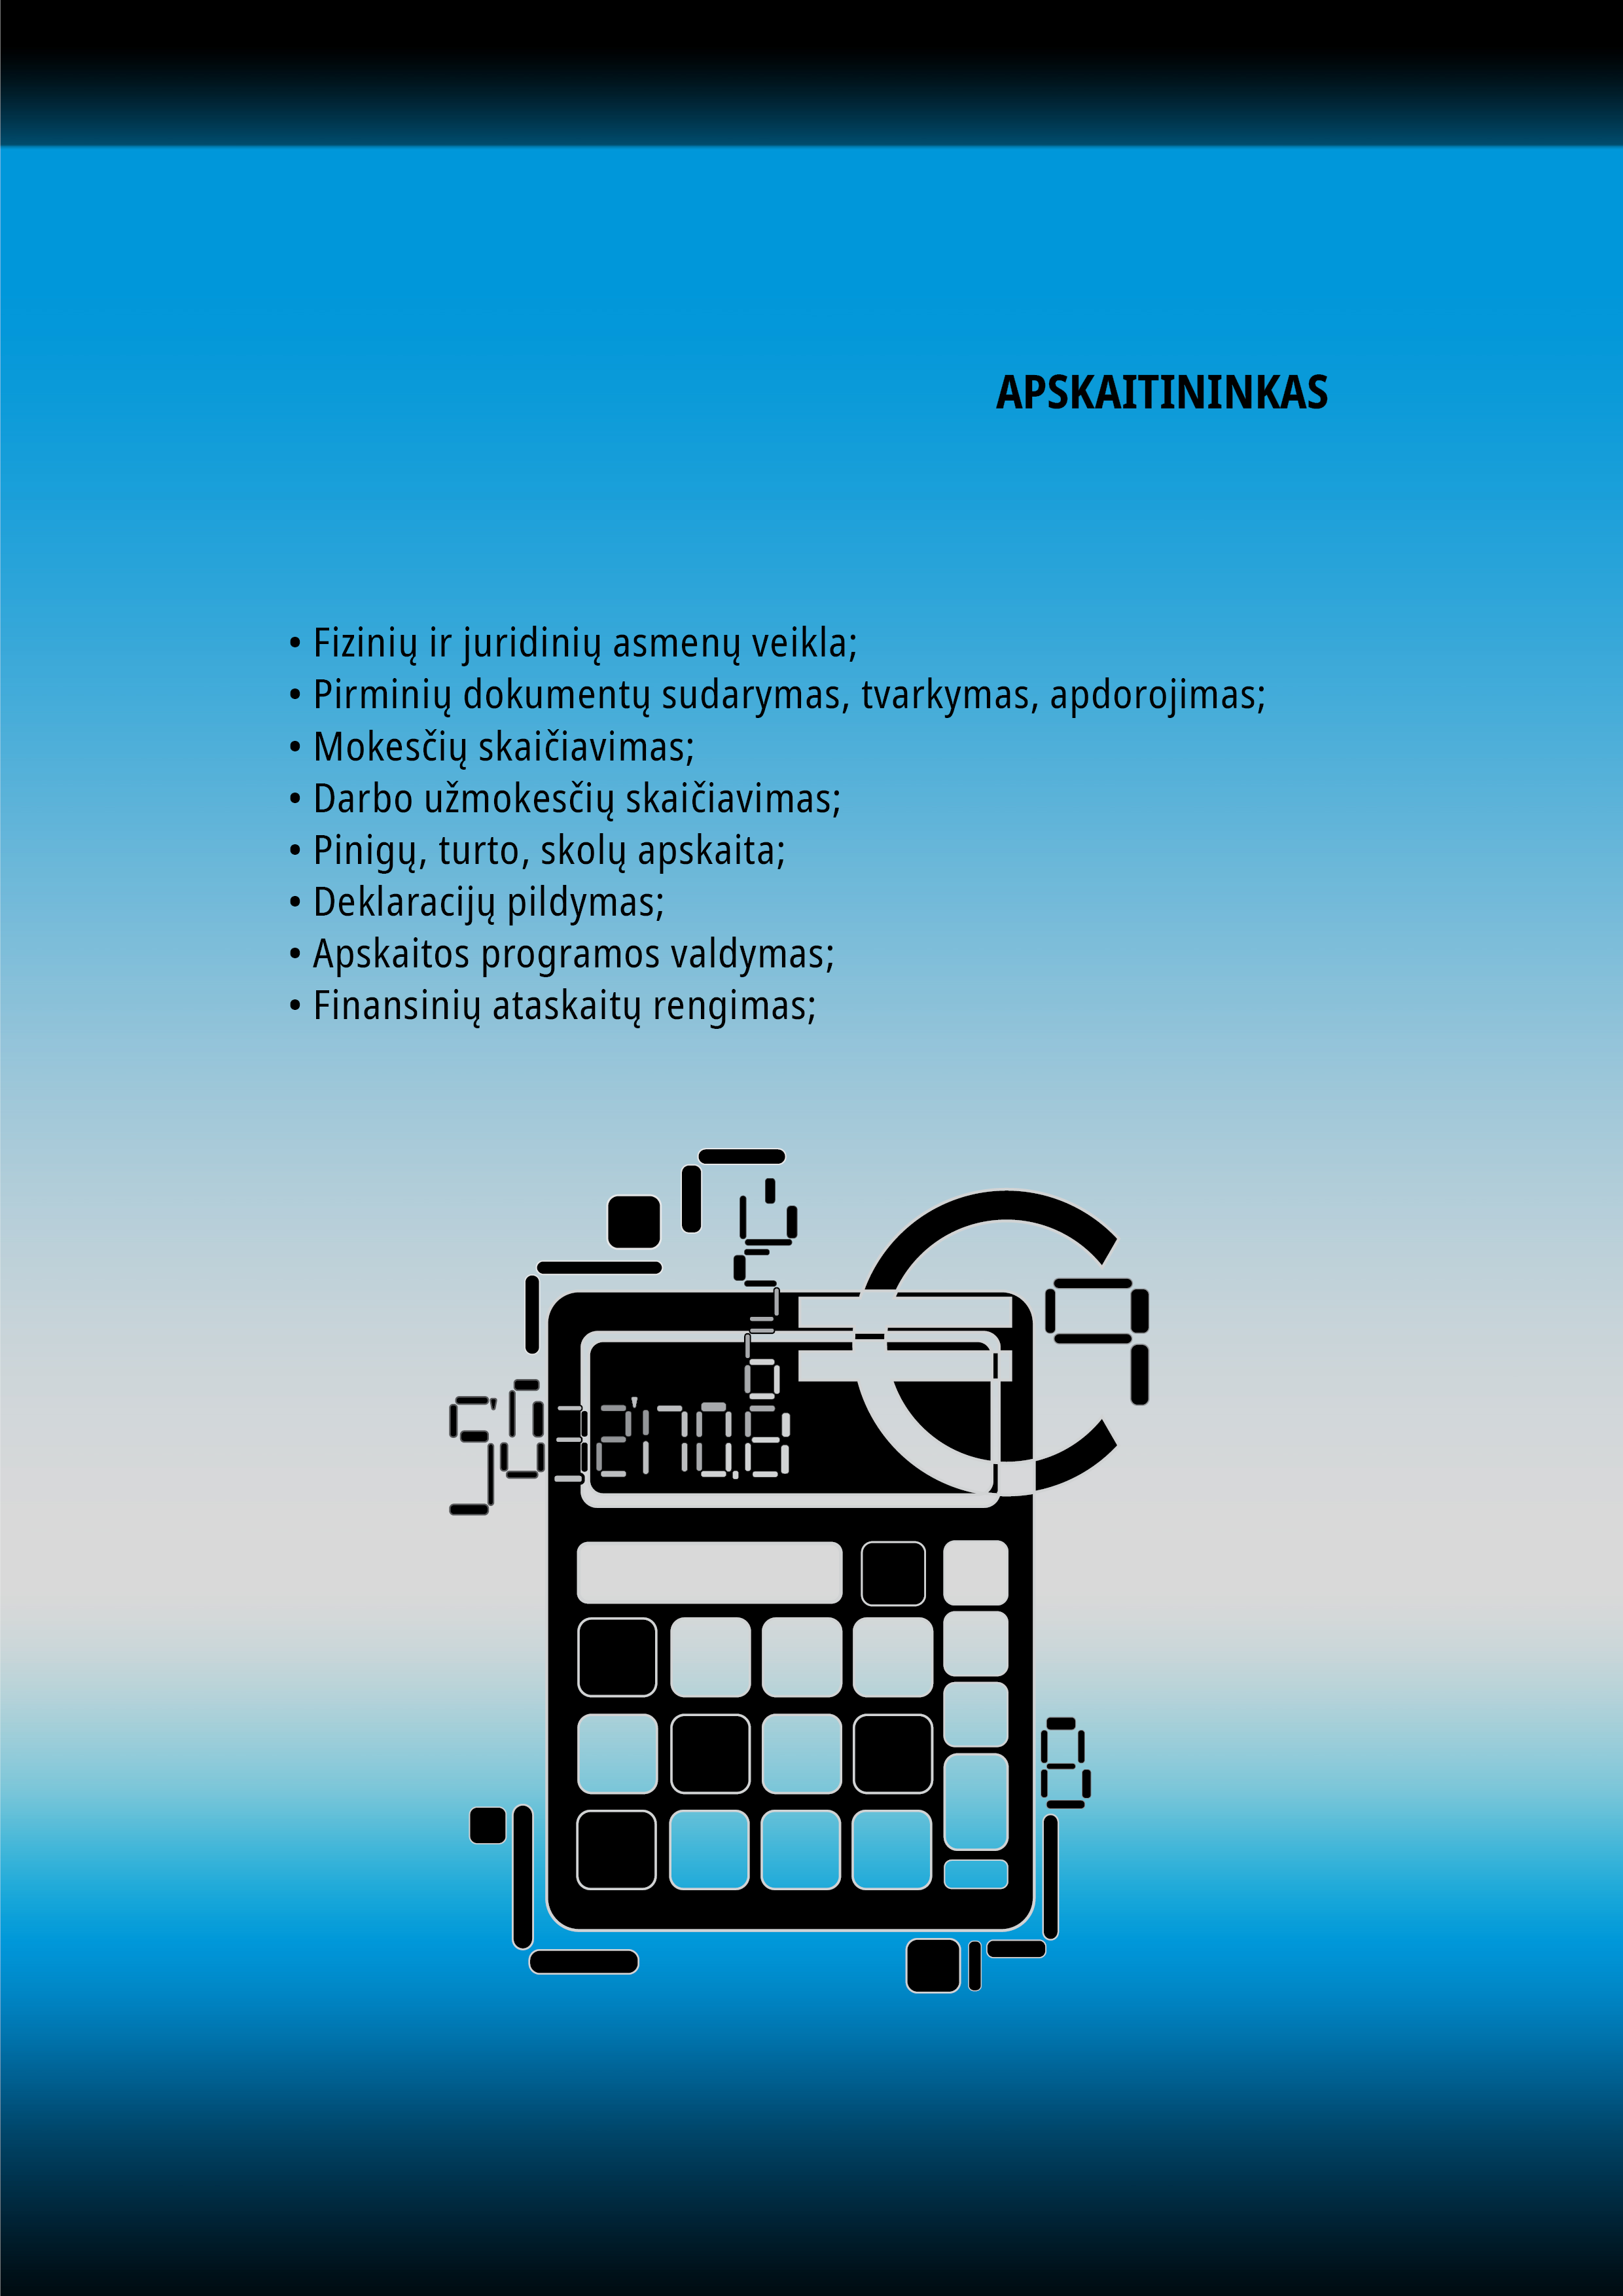 APSKAITININKAS
• Fizinių ir juridinių asmenų veikla;
• Pirminių dokumentų sudarymas, tvarkymas, apdorojimas;
• Mokesčių skaičiavimas;
• Darbo užmokesčių skaičiavimas;
• Pinigų, turto, skolų apskaita;
• Deklaracijų pildymas;
• Apskaitos programos valdymas;
• Finansinių ataskaitų rengimas;